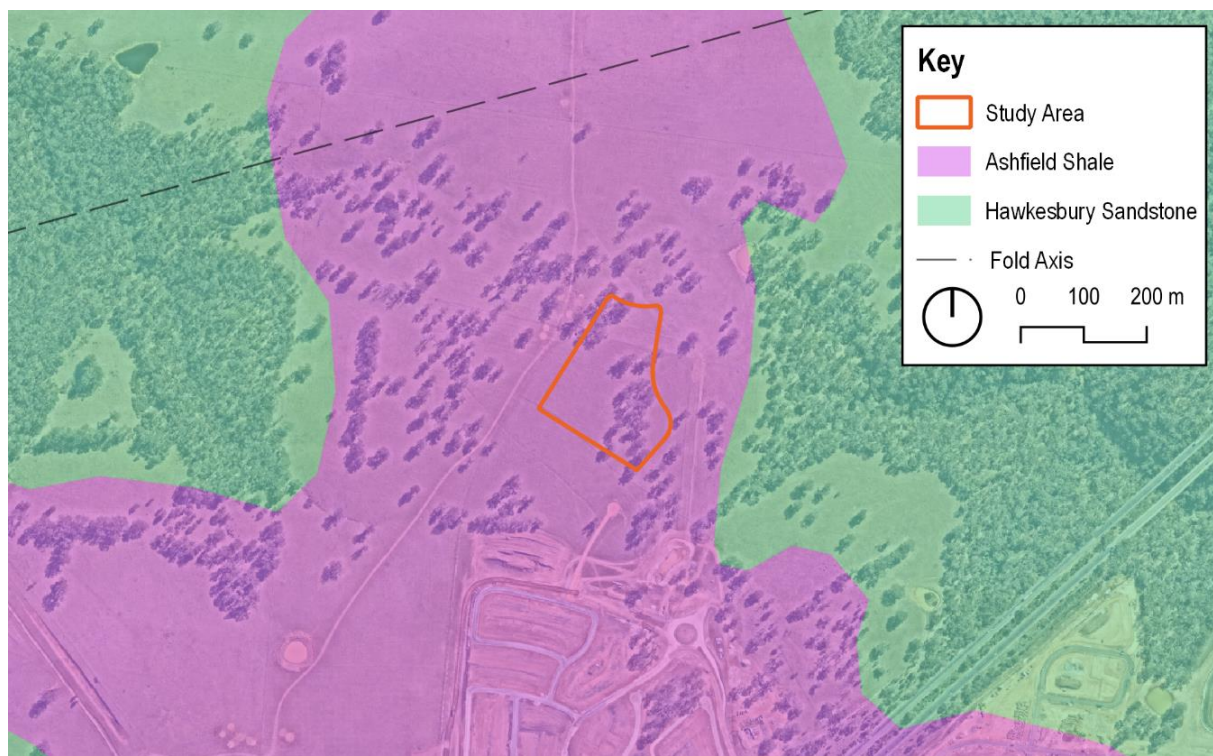 Key
Study Area
Ashfield Shale
Hawkesbury Sandstone
Fold Axis
0 100 200 m